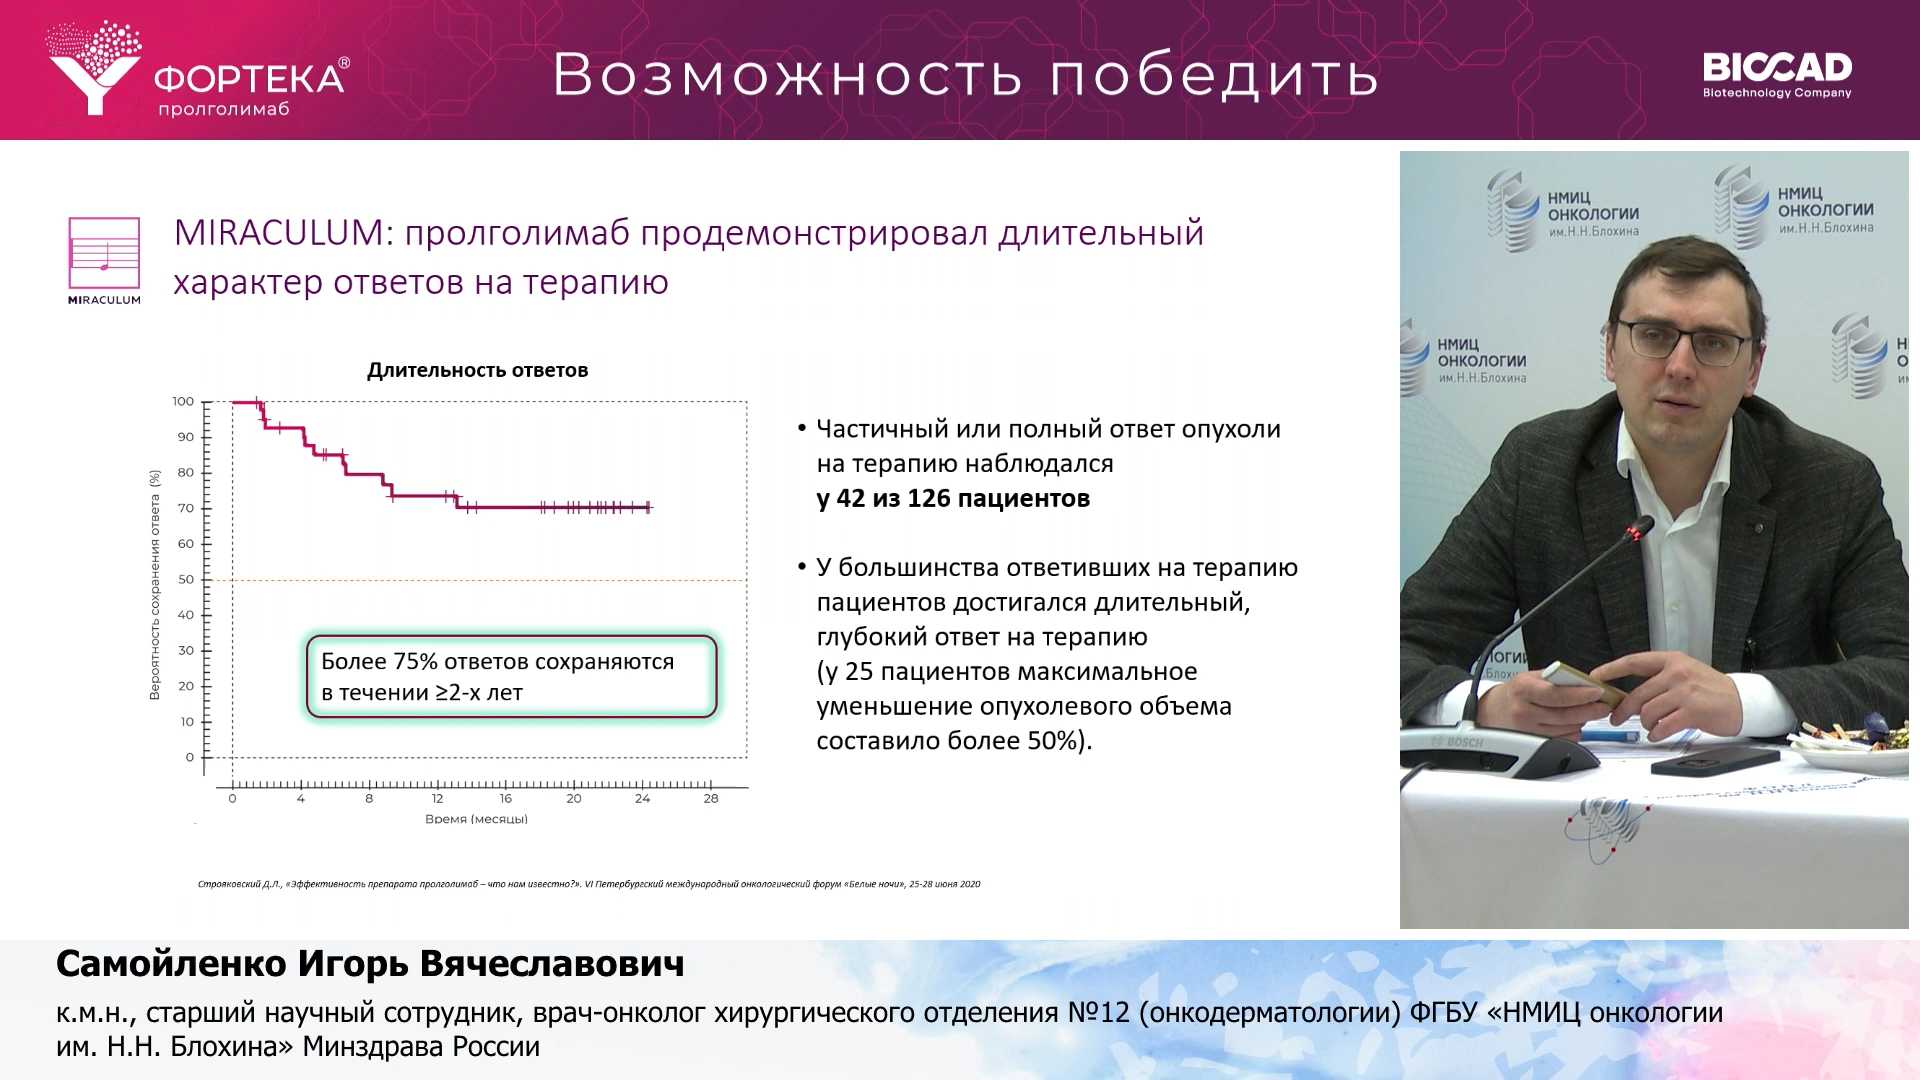 ФОРТЕКА®
пролголимаб
Возможность победить
BIOCAD
Biotechnology Company
MIRACULUM
MIRACULUM: пролголимаб продемонстрировал длительный
характер ответов на терапию
Длительность ответов
Вероятность сохранения ответа (%)
100
90
80
70
60
50
40
30
20
10
0
Более 75% ответов сохраняются
в течении ≥2-х лет
0 4 8 12 16 20 24 28
Время (месяцы)
• Частичный или полный ответ опухоли
на терапию наблюдался
у 42 из 126 пациентов
• У большинства ответивших на терапию
пациентов достигался длительный,
глубокий ответ на терапию
(у 25 пациентов максимальное
уменьшение опухолевого объема
составило более 50%).
Строяковский Д.Л., «Эффективность препарата пролголимаб – что нам известно?». VI Петербургский международный онкологический форум «Белые ночи», 25-28 июня 2020
НМИЦ
ОНКОЛОГИИ
им.Н.Н.Блохина
НМИЦ
ОНКОЛОГИИ
им.Н.Н.Блохина
НМИЦ
ОНКОЛОГИИ
им.Н.Н.Блохина
BOSCH
Самойленко Игорь Вячеславович
к.м.н., старший научный сотрудник, врач-онколог хирургического отделения №12 (онкодерматологии) ФГБУ «НМИЦ онкологии
им. Н.Н. Блохина» Минздрава России